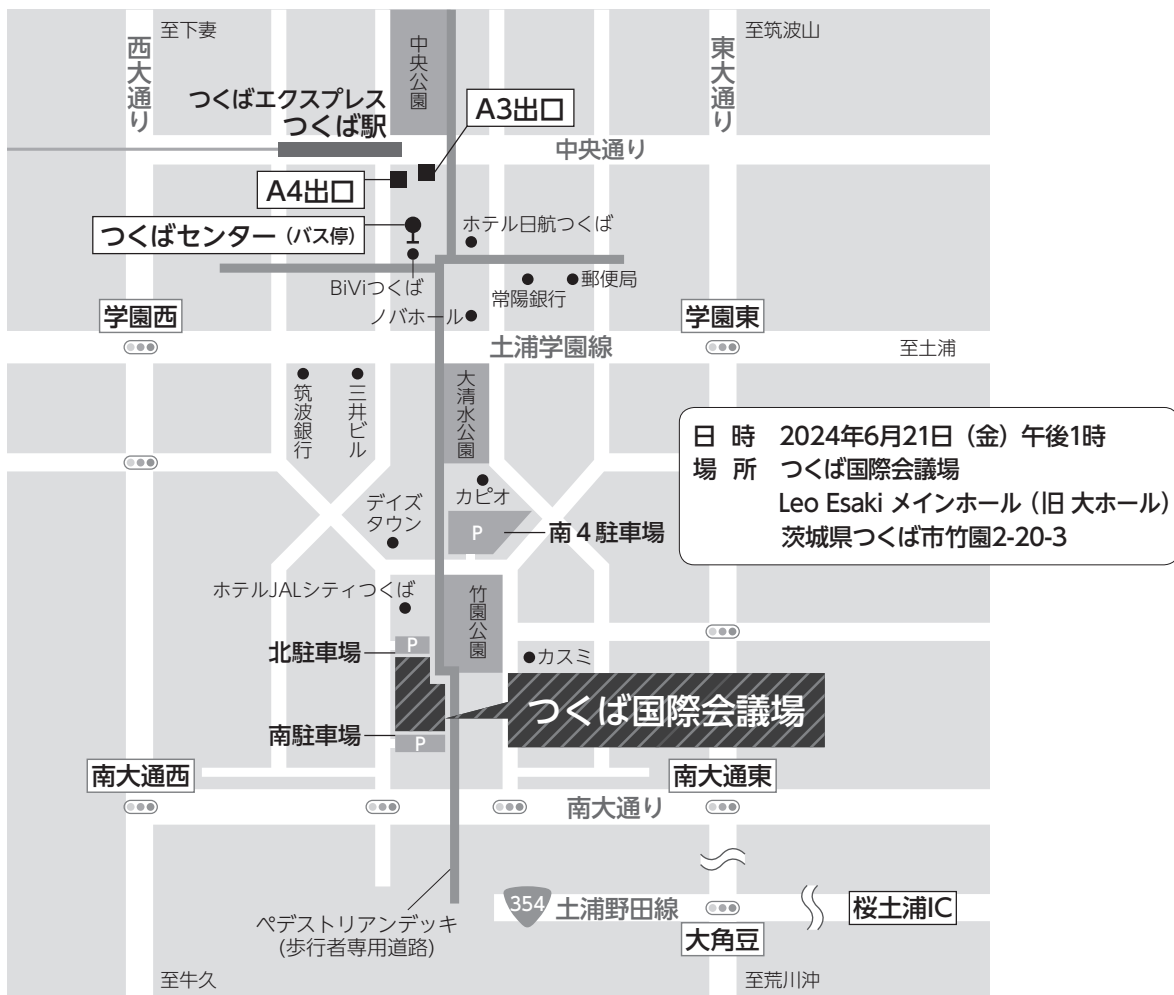 至下妻
至筑波山
西大通り
中央公園
東大通り
つくばエクスプレス
つくば駅
A3出口
中央通り
A4出口
つくばセンター（バス停）
ホテル日航つくば
BiViつくば
常陽銀行
郵便局
ノバホール
学園西
学園東
土浦学園線
至土浦
筑波銀行
三井ビル
大清水公園
日 時 2024年6月21日（金）午後1時
場 所 つくば国際会議場
Leo Esaki メインホール（旧 大ホール）
茨城県つくば市竹園2-20-3
カピオ
デイズ
タウン
P
南4駐車場
ホテルJALシティつくば
竹園公園
北駐車場
P
カスミ
つくば国際会議場
南駐車場
P
南大通西
南大通東
南大通り
354
土浦野田線
桜土浦IC
大角豆
ペデストリアンデッキ
(歩行者専用道路)
至牛久
至荒川沖